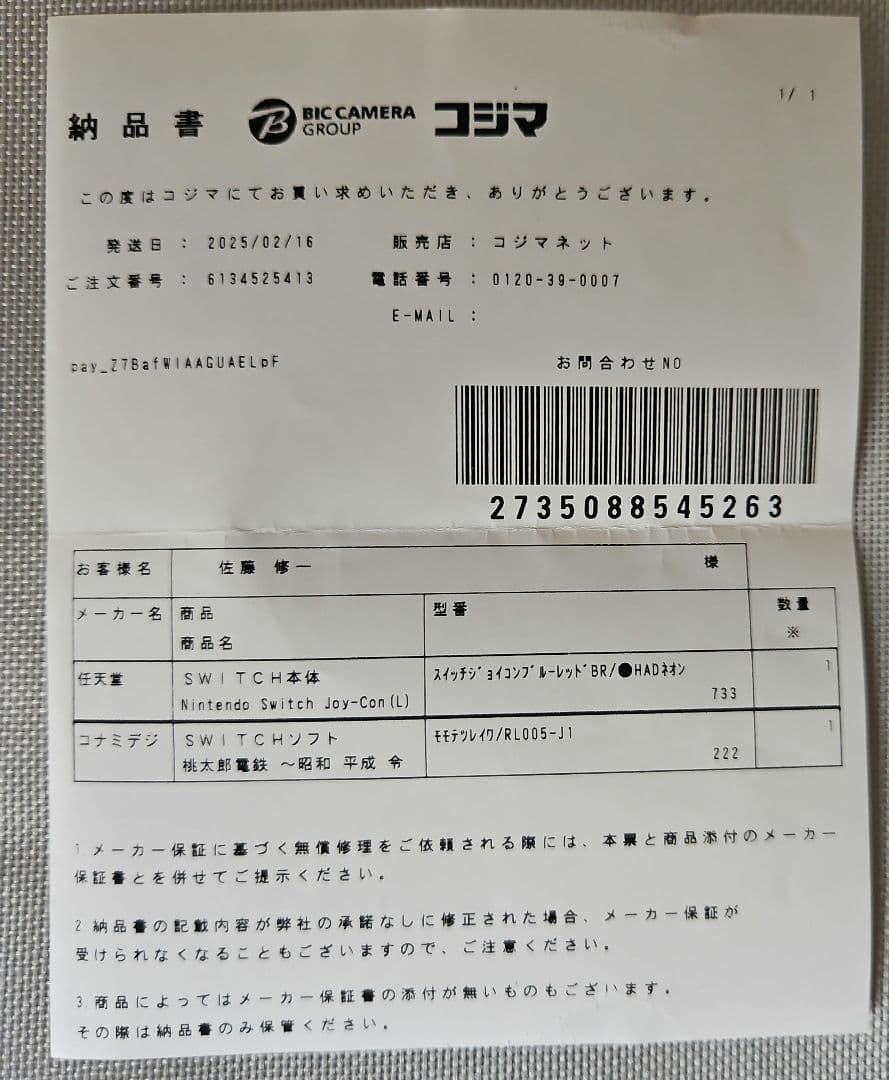 1/ 1
納品書 BIC CAMERA GROUP コジマ
この度はコジマにてお買い求めいただき、ありがとうございます。
発送日 : 2025/02/16 販売店 : コジマネット
ご注文番号 : 6134525413 電話番号 : 0120-39-0007
E-MAIL :
pay_Z7BafWIAAGUAELpF お問合わせNO
2735088545263
お客様名 佐藤 修一 様
メーカー名 商品 型番 数量
商品名 ※
任天堂 SWITCH本体 スイッチジョイコンブルーレッドBR/●HADネオン 1
Nintendo Switch Joy-Con(L) 733
コナミデジ SWITCHソフト モモテツレイワ/RL005-J1 1
桃太郎電鉄 ~昭和 平成 令 222
1 メーカー保証に基づく無償修理をご依頼される際には、本票と商品添付のメーカー
保証書とを併せてご提示ください。
2 納品書の記載内容が弊社の承諾なしに修正された場合、メーカー保証が
受けられなくなることもございますので、ご注意ください。
3.商品によってはメーカー保証書の添付が無いものもございます。
その際は納品書のみ保管ください。